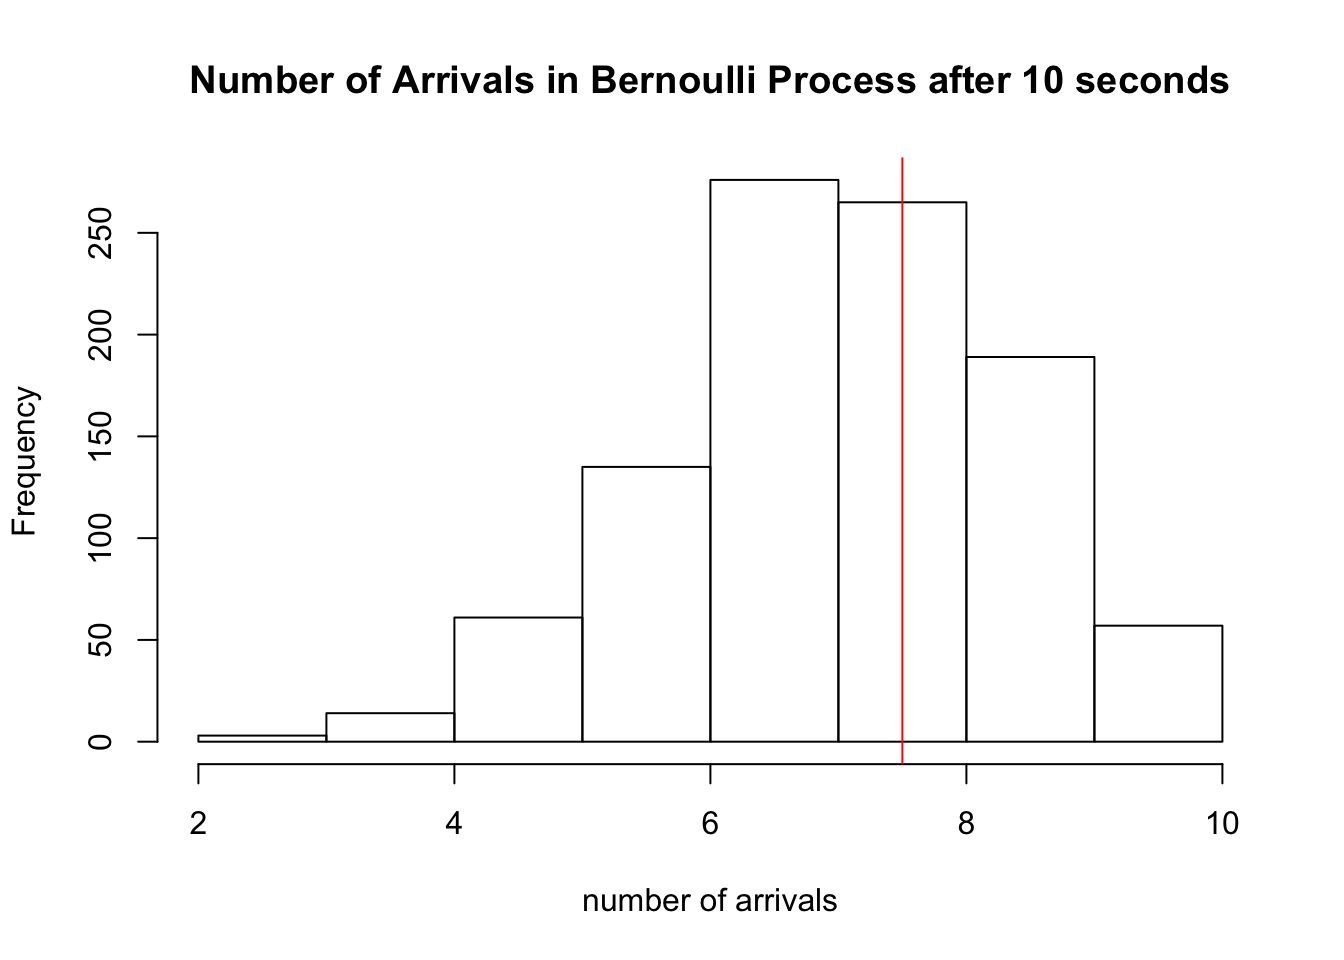 Number of Arrivals in Bernoulli Process after 10 seconds
Frequency
250
200
150
100
50
0
2 4 6 8 10
number of arrivals